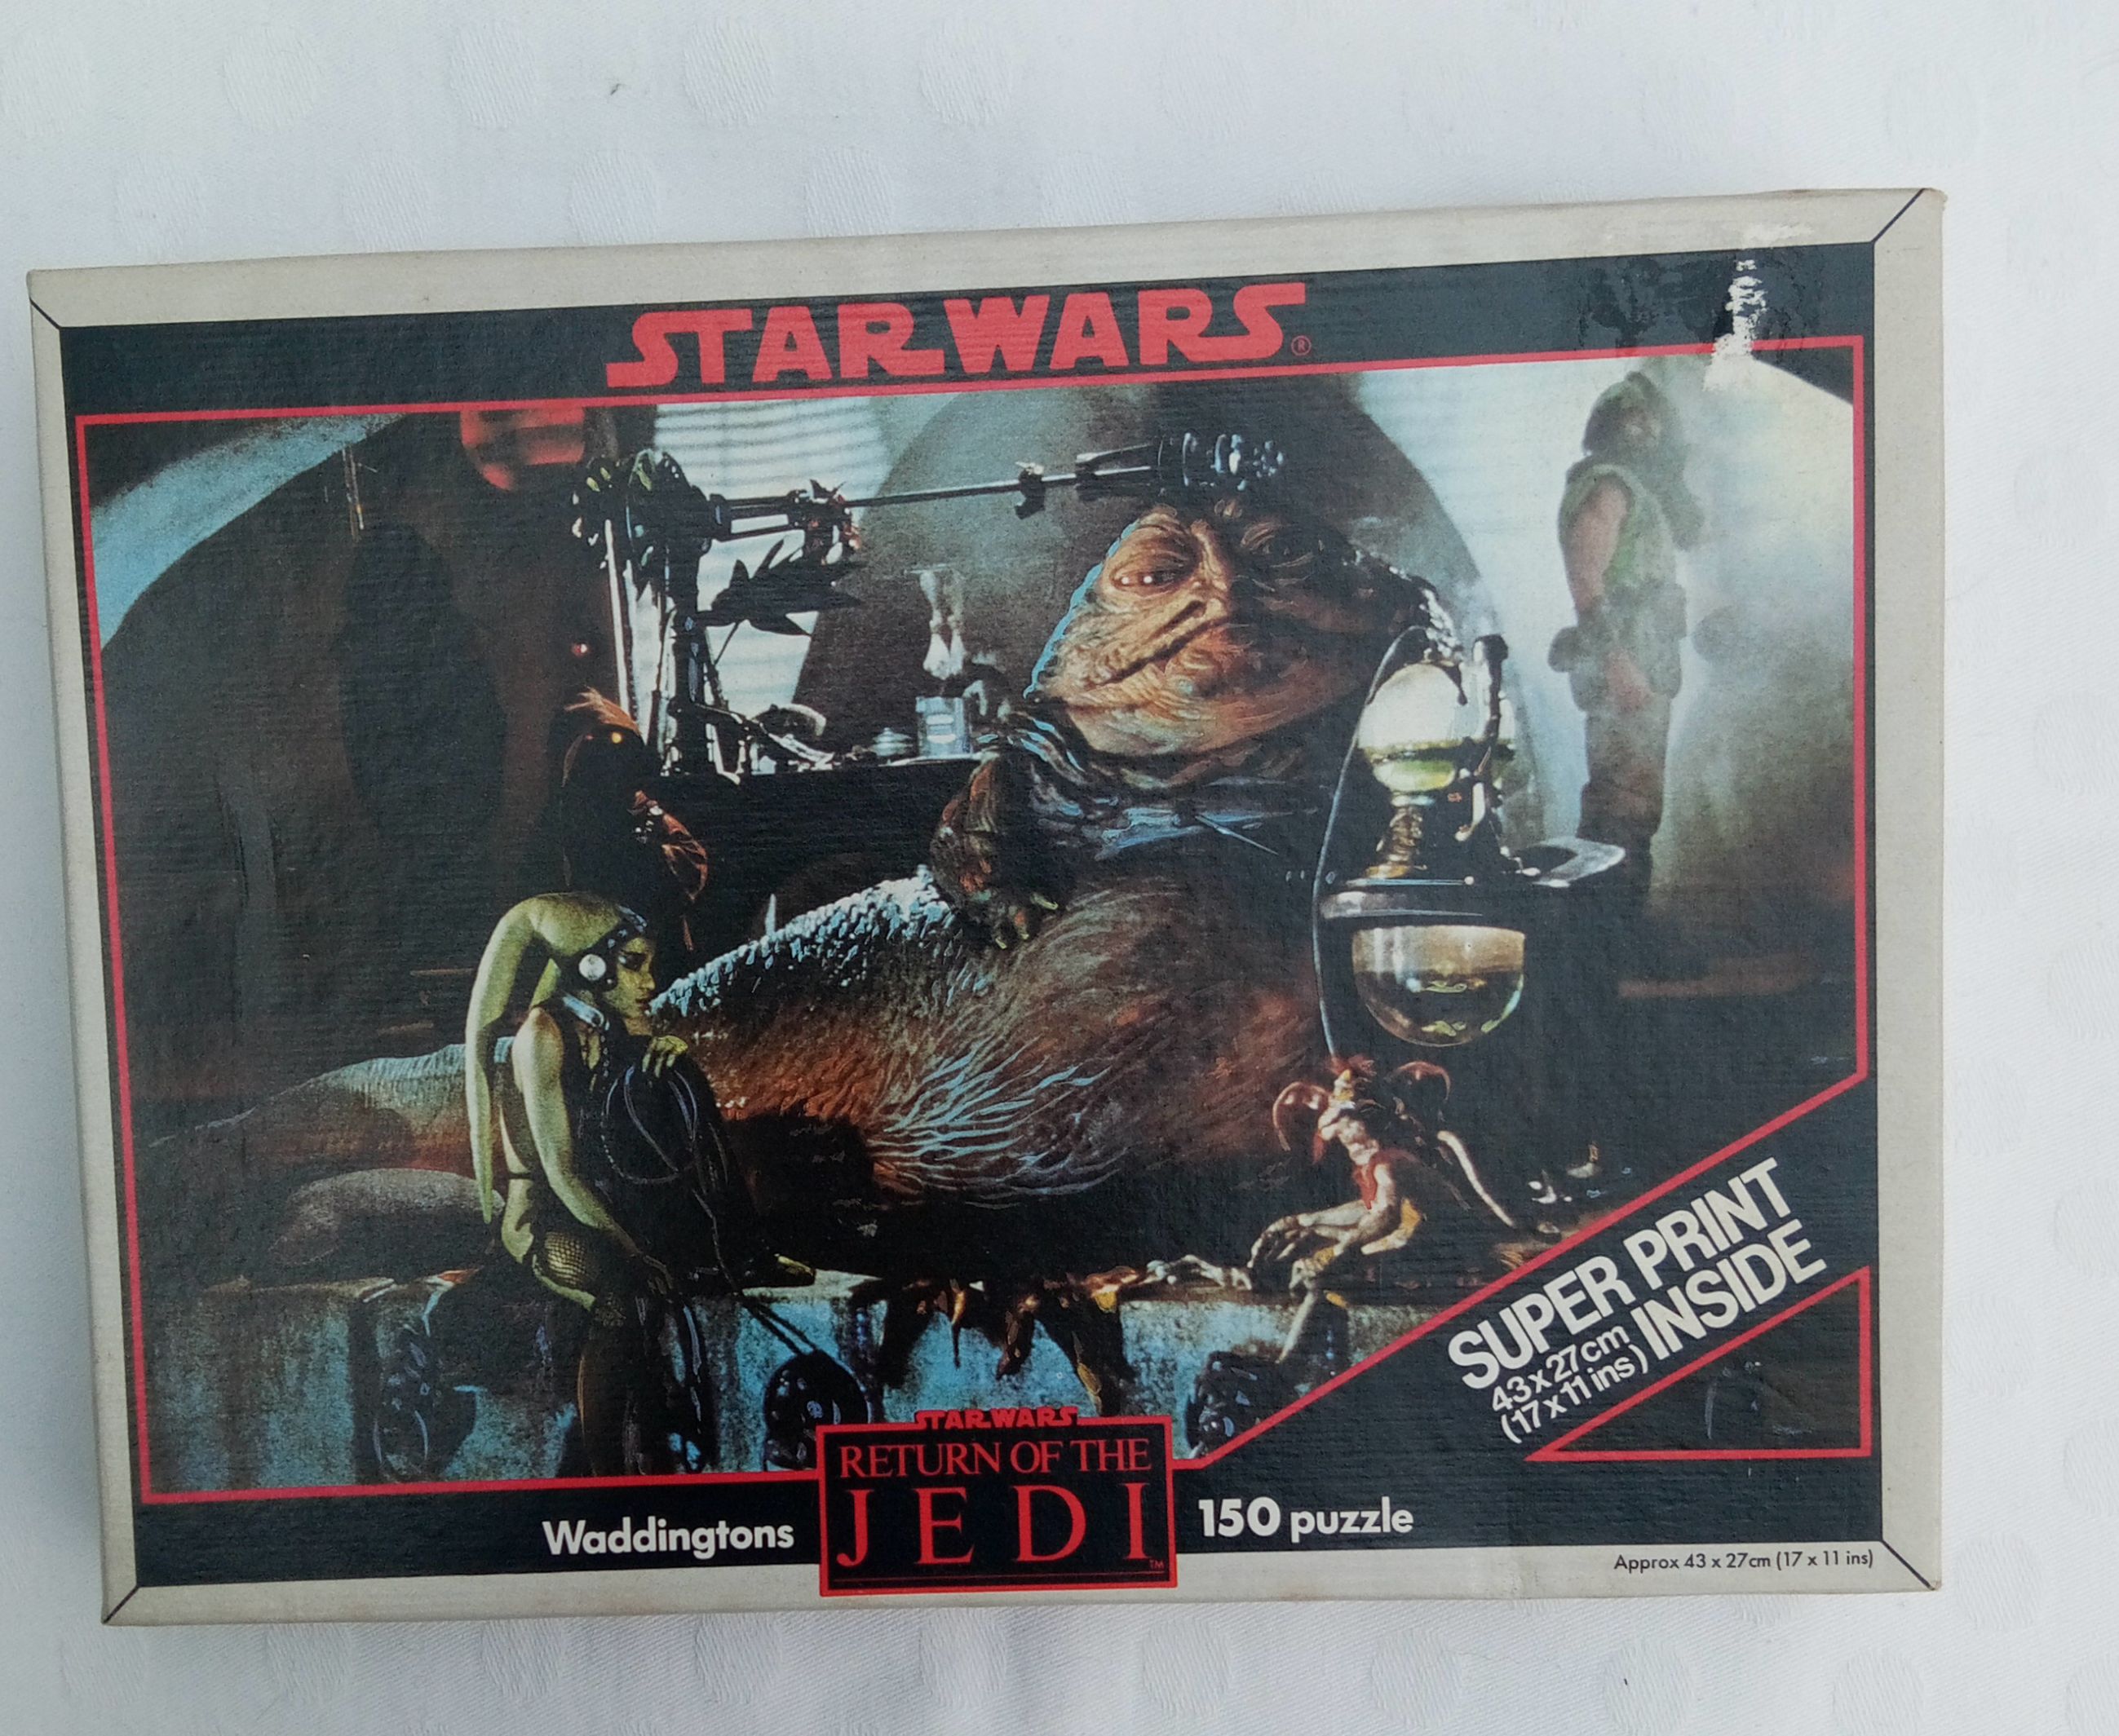 STAR WARS®
SUPER PRINT
43x27cm
(17x11 ins)
INSIDE
STAR WARS
RETURN OF THE
JEDI™
Waddingtons
150 puzzle
Approx 43 x 27cm (17 x 11 ins)